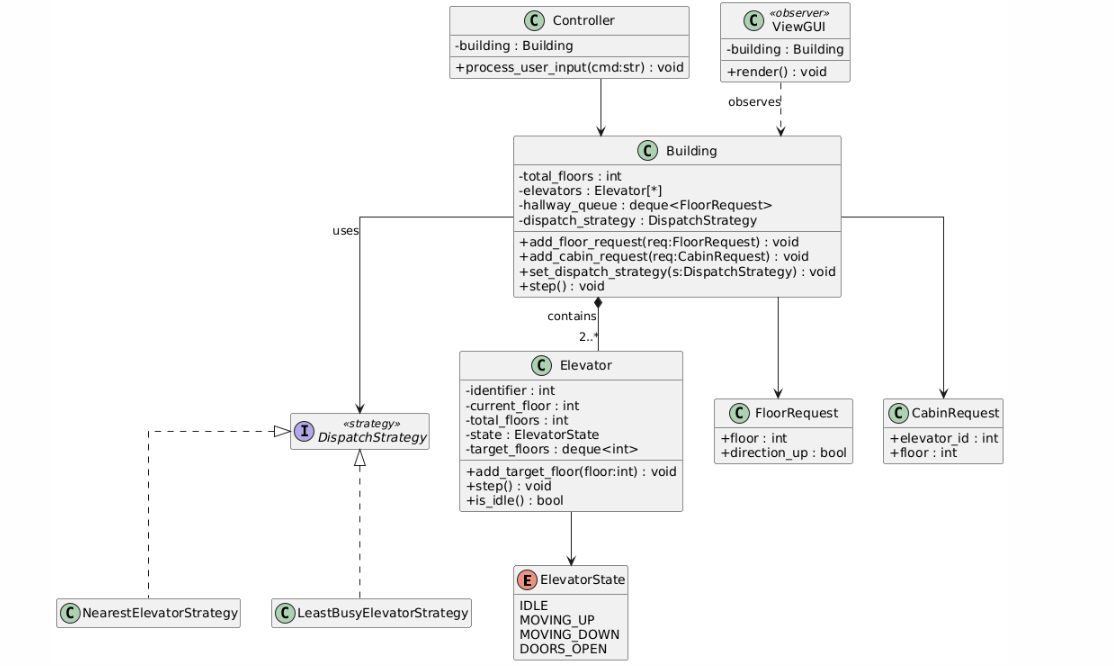 C Controller
-building : Building
+process_user_input(cmd:str) : void
C «observer»
ViewGUI
-building : Building
+render() : void
observes
C Building
-total_floors : int
-elevators : Elevator[*]
-hallway_queue : deque<FloorRequest>
-dispatch_strategy : DispatchStrategy
+add_floor_request(req:FloorRequest) : void
+add_cabin_request(req:CabinRequest) : void
+set_dispatch_strategy(s:DispatchStrategy) : void
+step() : void
uses
contains
2..*
C Elevator
-identifier : int
-current_floor : int
-total_floors : int
-state : ElevatorState
-target_floors : deque<int>
+add_target_floor(floor:int) : void
+step() : void
+is_idle() : bool
C FloorRequest
+floor : int
+direction_up : bool
C CabinRequest
+elevator_id : int
+floor : int
I «strategy»
DispatchStrategy
C NearestElevatorStrategy
C LeastBusyElevatorStrategy
E ElevatorState
IDLE
MOVING_UP
MOVING_DOWN
DOORS_OPEN